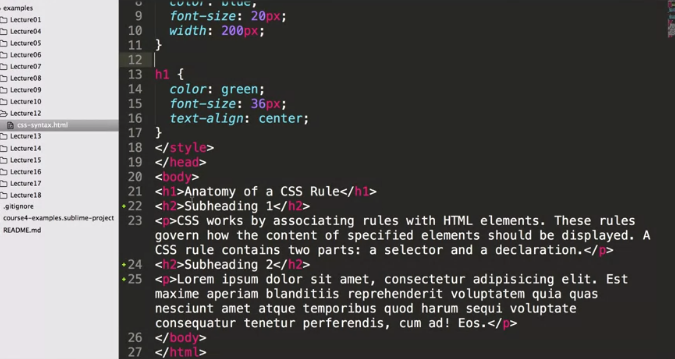 examples
Lecture01
Lecture04
Lecture05
Lecture06
Lecture07
Lecture08
Lecture09
Lecture10
Lecture12
css-syntax.html
Lecture13
Lecture14
Lecture15
Lecture16
Lecture17
Lecture18
.gitignore
course4-examples.sublime-project
README.md
8 color: blue;
9 font-size: 20px;
10 width: 200px;
11 }
12
13 h1 {
14 color: green;
15 font-size: 36px;
16 text-align: center;
17 }
18 </style>
19 </head>
20 <body>
21 <h1>Anatomy of a CSS Rule</h1>
22 <h2>Subheading 1</h2>
23 <p>CSS works by associating rules with HTML elements. These rules
govern how the content of specified elements should be displayed. A
CSS rule contains two parts: a selector and a declaration.</p>
24 <h2>Subheading 2</h2>
25 <p>Lorem ipsum dolor sit amet, consectetur adipisicing elit. Est
maxime aperiam blanditiis reprehenderit voluptatem quia quas
nesciunt amet atque temporibus quod harum sequi voluptate
consequatur tenetur perferendis, cum ad! Eos.</p>
26 </body>
27 </html>